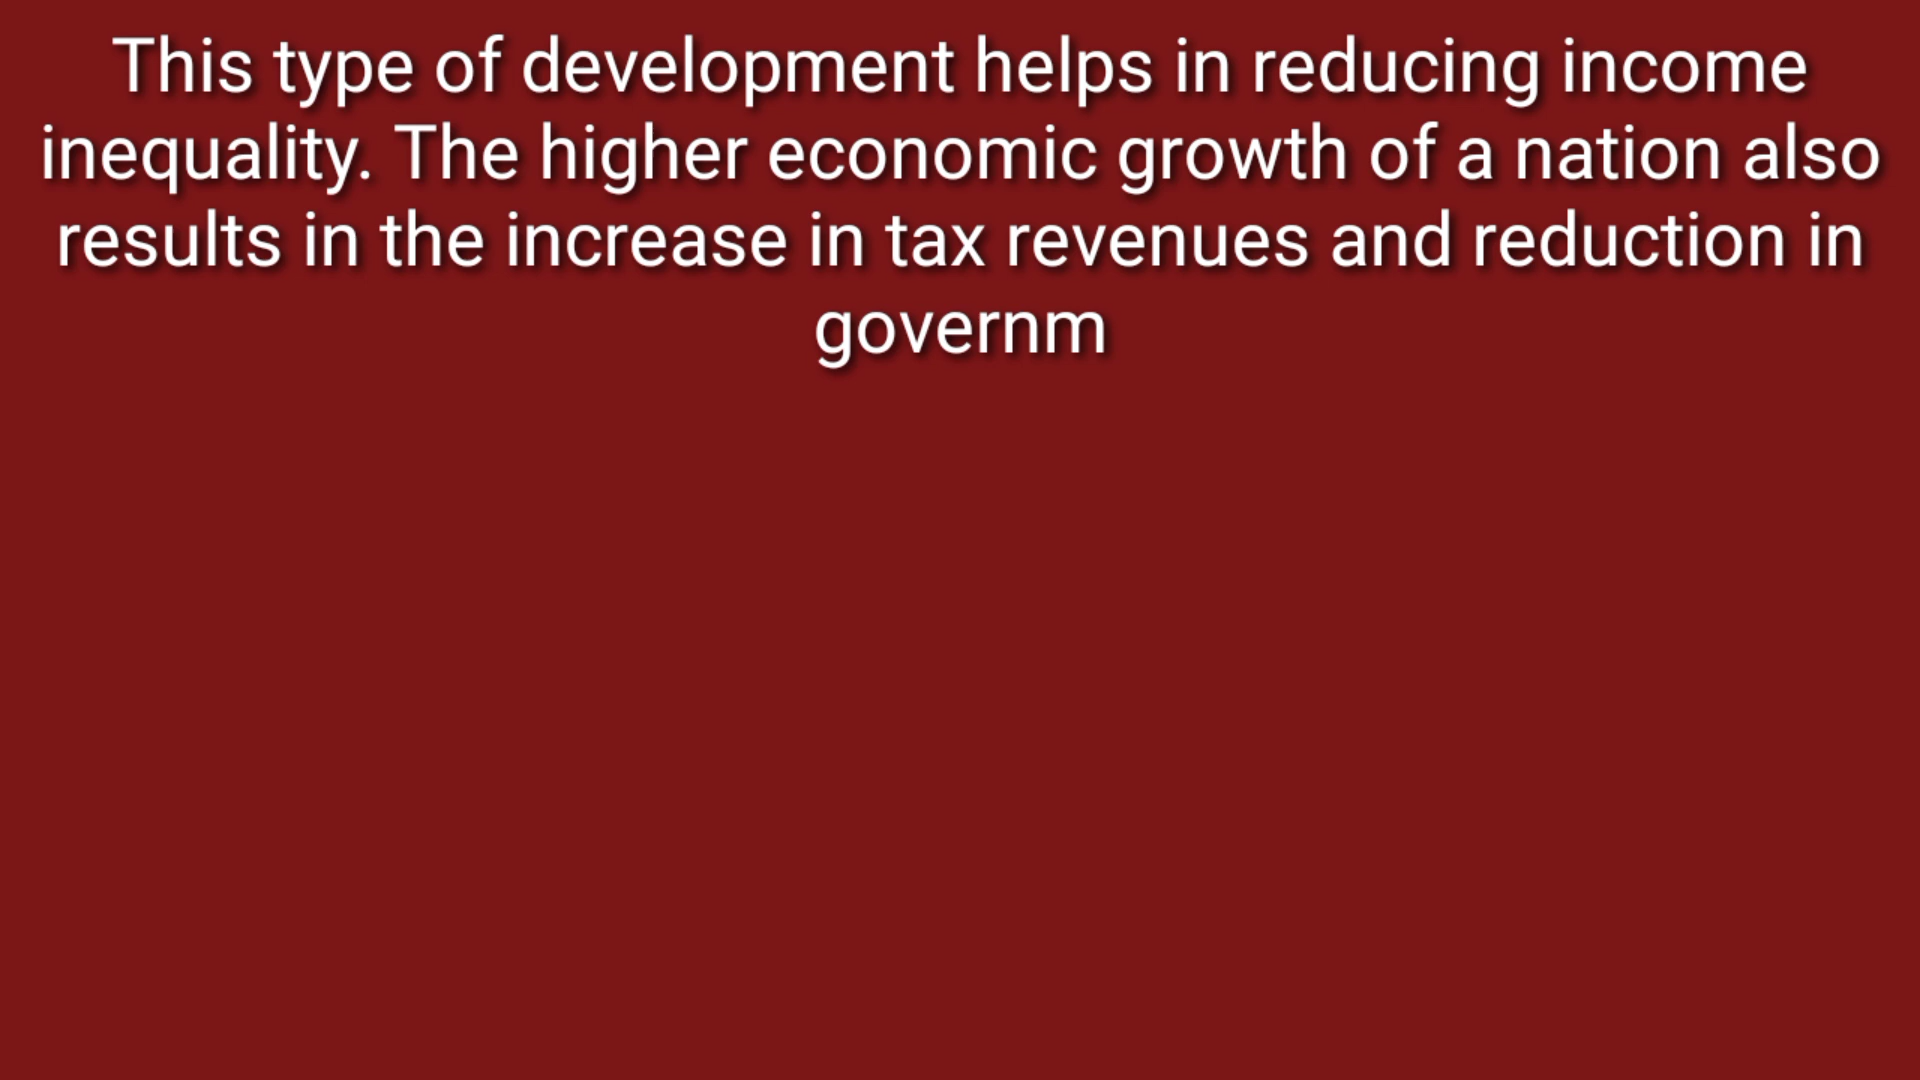 This type of development helps in reducing income
inequality. The higher economic growth of a nation also
results in the increase in tax revenues and reduction in
governm